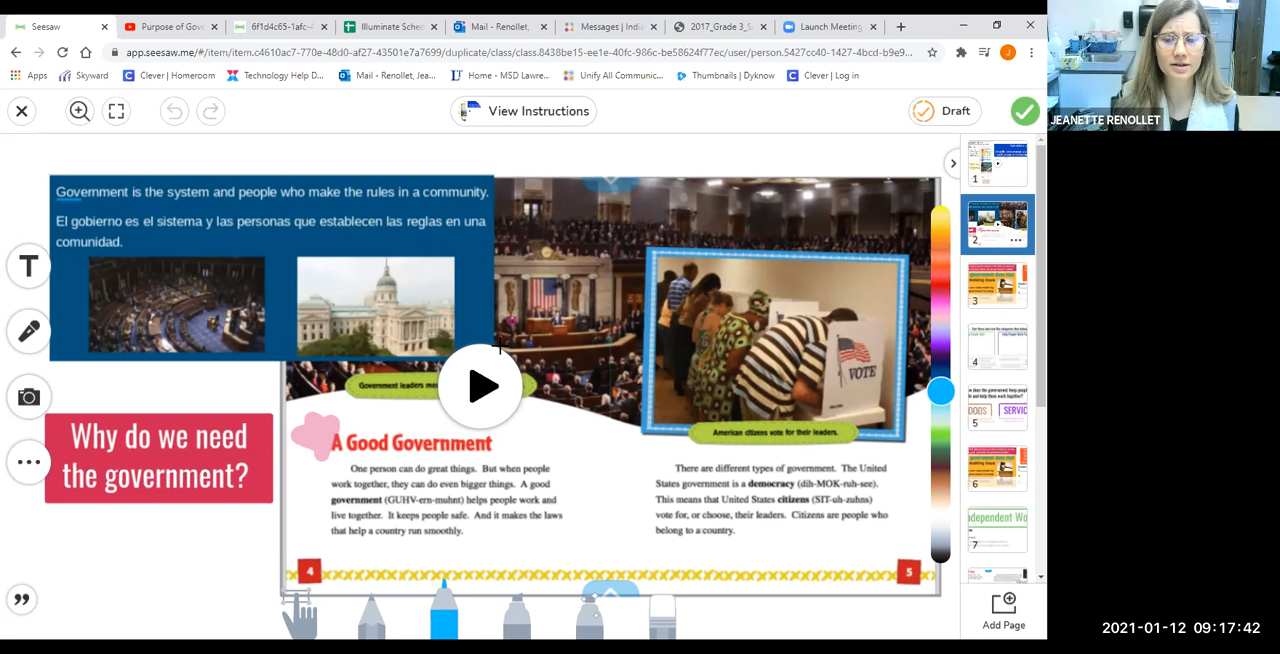 Seesaw
Purpose of Gov
6f1d4c65-1afc-
Illuminate Sche
Mail - Renollet,
Messages | Indi
2017_Grade 3_S
Launch Meeting
app.seesaw.me/#/item/item.c4610ac7-770e-48d0-af27-43501e7a7699/duplicate/class/class.8438be15-ee1e-40fc-986c-be58624f77ec/user/person.5427cc40-1427-4bcd-b9e9...
J
Apps
Skyward
Clever | Homeroom
Technology Help D...
Mail - Renollet, Jea...
Home - MSD Lawre...
Unify All Communic...
Thumbnails | Dyknow
Clever | Log in
View Instructions
Draft
JEANETTE RENOLLET
Government is the system and people who make the rules in a community.
El gobierno es el sistema y las personas que establecen las reglas en una
comunidad.
VOTE
Government leaders mee
American citizens vote for their leaders.
Why do we need
the government?
A Good Government
One person can do great things. But when people
work together, they can do even bigger things. A good
government (GUHV-ern-muhnt) helps people work and
live together. It keeps people safe. And it makes the laws
that help a country run smoothly.
There are different types of government. The United
States government is a democracy (dih-MOK-ruh-see).
This means that United States citizens (SIT-uh-zuhns)
vote for, or choose, their leaders. Citizens are people who
belong to a country.
4
5
T
1
2
3
4
5
OODS
SERVIC
6
ndependent Wo
7
Add Page
2021-01-12 09:17:42